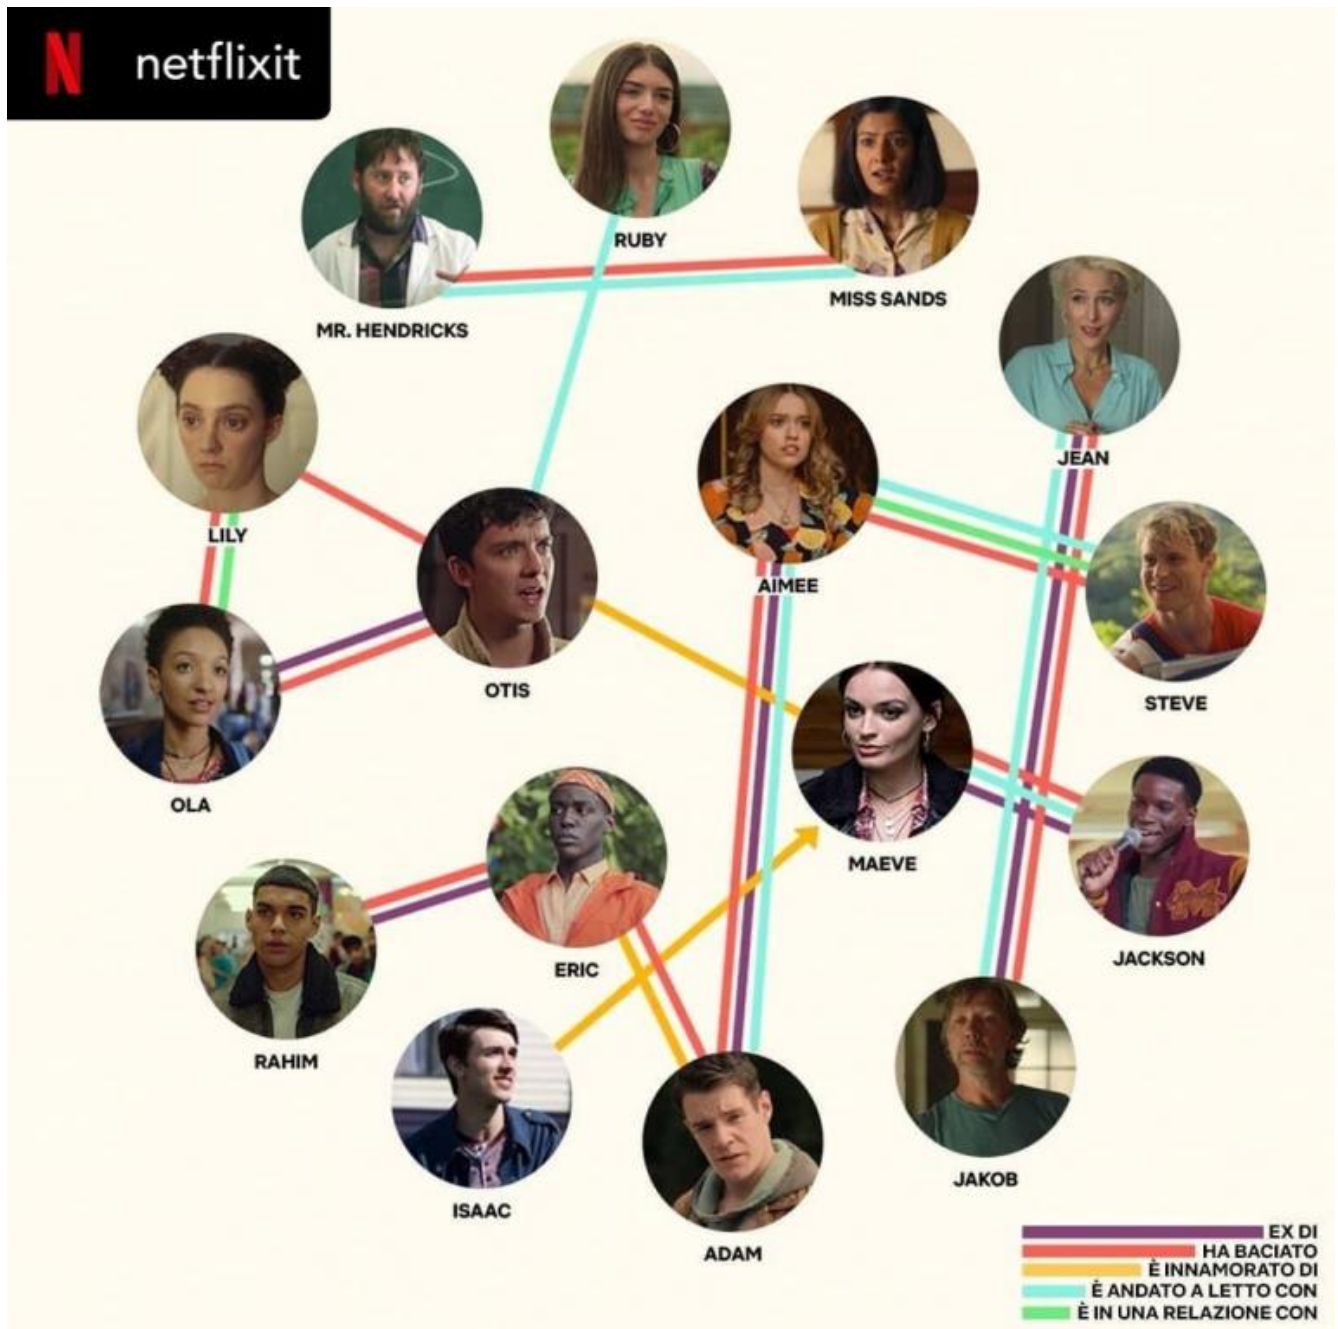 netflixit
RUBY
MISS SANDS
MR. HENDRICKS
JEAN
LILY
AIMEE
OTIS
STEVE
OLA
MAEVE
ERIC
JACKSON
RAHIM
ISAAC
JAKOB
ADAM
EX DI
HA BACIATO
È INNAMORATO DI
È ANDATO A LETTO CON
È IN UNA RELAZIONE CON